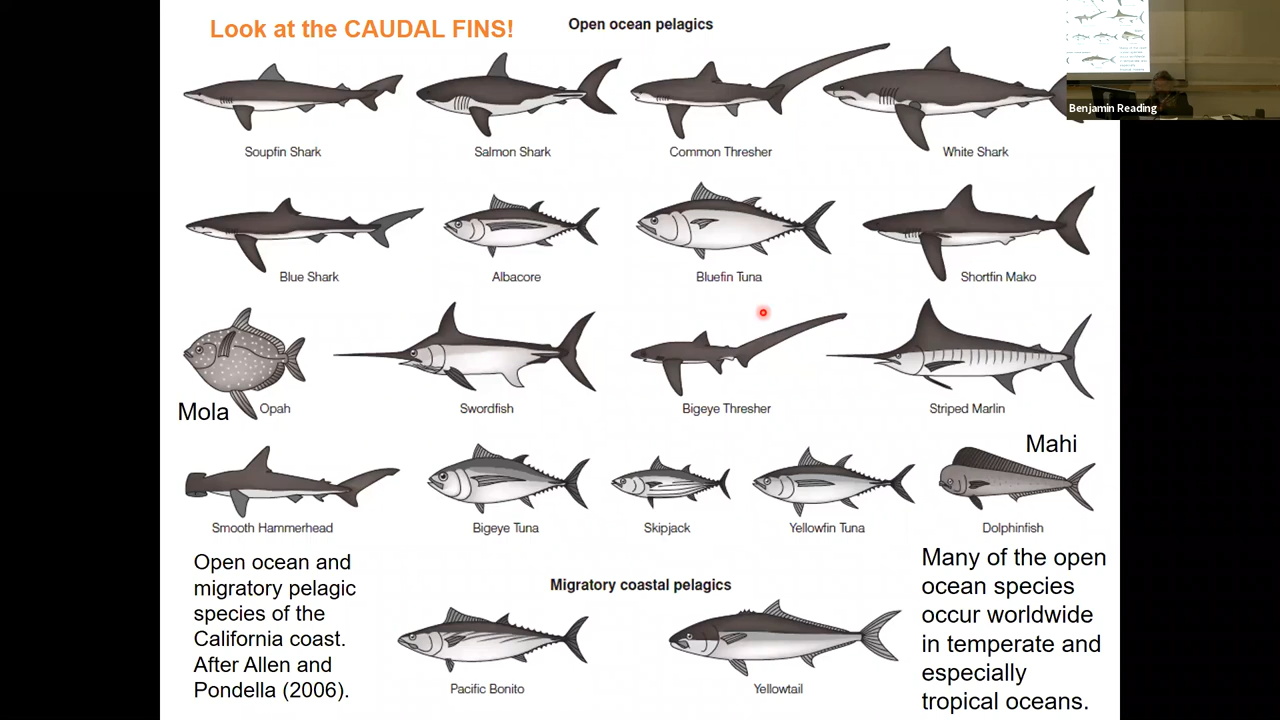 Look at the CAUDAL FINS!
Open ocean pelagics
Benjamin Reading
Soupfin Shark
Salmon Shark
Common Thresher
White Shark
Blue Shark
Albacore
Bluefin Tuna
Shortfin Mako
Mola
Opah
Swordfish
Bigeye Thresher
Striped Marlin
Mahi
Smooth Hammerhead
Bigeye Tuna
Skipjack
Yellowfin Tuna
Dolphinfish
Open ocean and
migratory pelagic
species of the
California coast.
After Allen and
Pondella (2006).
Migratory coastal pelagics
Pacific Bonito
Yellowtail
Many of the open
ocean species
occur worldwide
in temperate and
especially
tropical oceans.